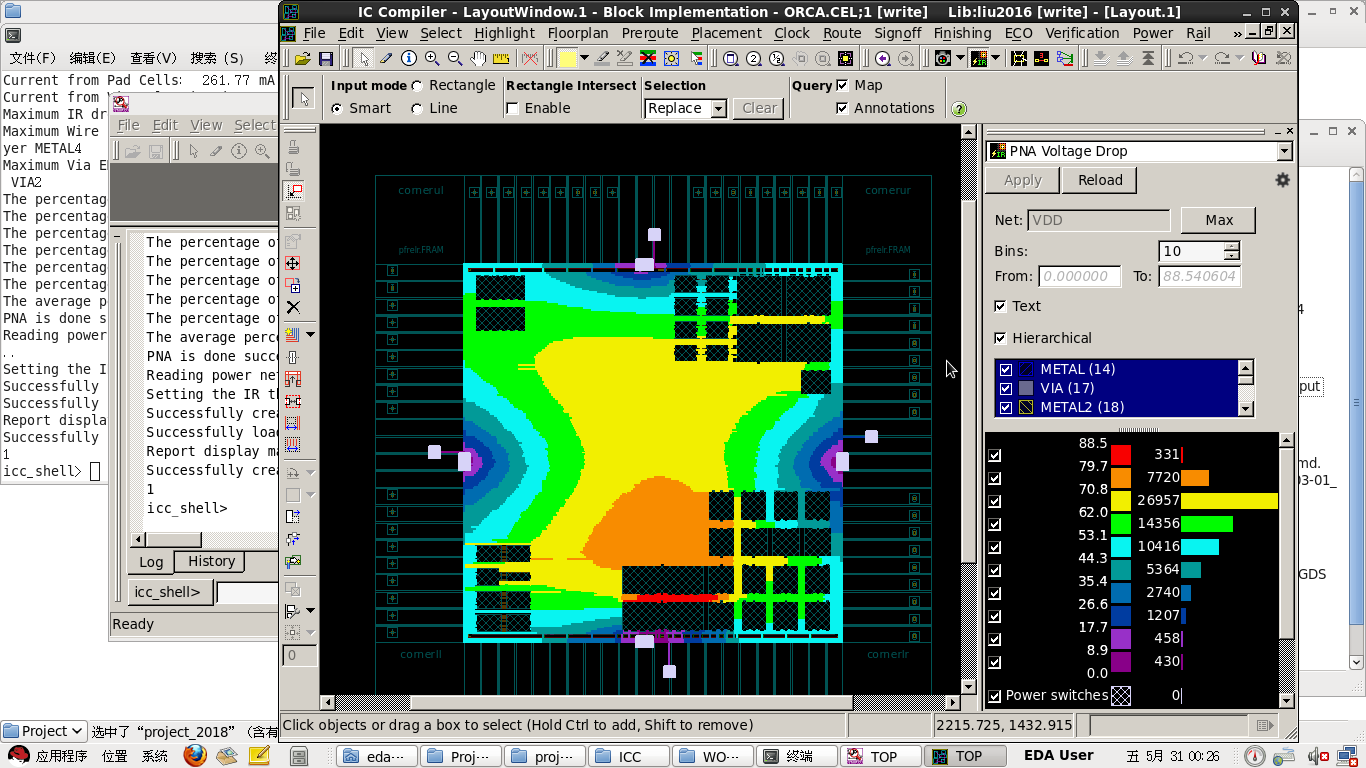 IC Compiler - LayoutWindow.1 - Block Implementation - ORCA.CEL;1 [write]    Lib:liu2016 [write] - [Layout.1]
File Edit View Select Highlight Floorplan Preroute Placement Clock Route Signoff Finishing ECO Verification Power Rail
Input mode Rectangle Rectangle Intersect Selection Query Map
Smart Line Enable Replace Clear Annotations
文件(F) 编辑(E) 查看(V) 搜索 (S) 终
Current from Pad Cells:  261.77 mA
Current from
Maximum IR dr
Maximum Wire
yer METAL4
Maximum Via E
VIA2
The percentag
The percentag
The percentag
The percentag
The percentag
The percentag
The average p
PNA is done s
Reading power
..
Setting the I
Successfully
Successfully
Report displa
Successfully
1
icc_shell>
File Edit View Select
The percentage o
The percentage o
The percentage o
The percentage o
The percentage o
The average perc
PNA is done succ
Reading power net
Setting the IR th
Successfully crea
Successfully load
Report display ma
Successfully crea
1
icc_shell>
Log History
icc_shell>
Ready
0
cornerul
cornerur
pfrelr.FRAM
pfrelr.FRAM
cornerll
cornerlr
PNA Voltage Drop
Apply Reload
Net: VDD Max
Bins: 10
From: 0.000000 To: 88.540604
Text
Hierarchical
METAL (14)
VIA (17)
METAL2 (18)
88.5
331
79.7
7720
70.8
26957
62.0
14356
53.1
10416
44.3
5364
35.4
2740
26.6
1207
17.7
458
8.9
430
0.0
Power switches 0
Click objects or drag a box to select (Hold Ctrl to add, Shift to remove)
2215.725, 1432.915
4
put
md.
03-01_
GDS
Project 选中了 “project_2018” (含有
应用程序 位置 系统
eda… Proj… proj… ICC WO… 终端 TOP TOP
EDA User
五 5月 31 00:26